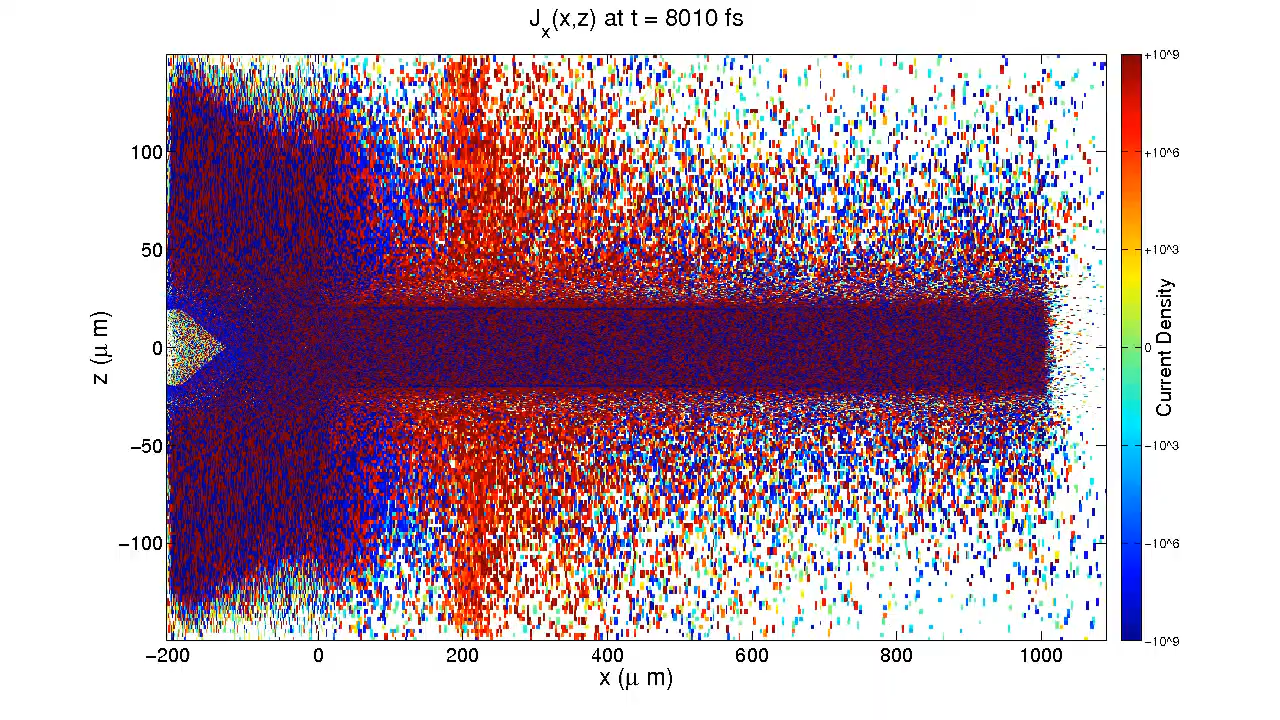 J_x(x,z) at t = 8010 fs
+10^9
100
+10^6
50
+10^3
z (μ m)
0
0
Current Density
−50
−10^3
−100
−10^6
−10^9
−200 0 200 400 600 800 1000
x (μ m)